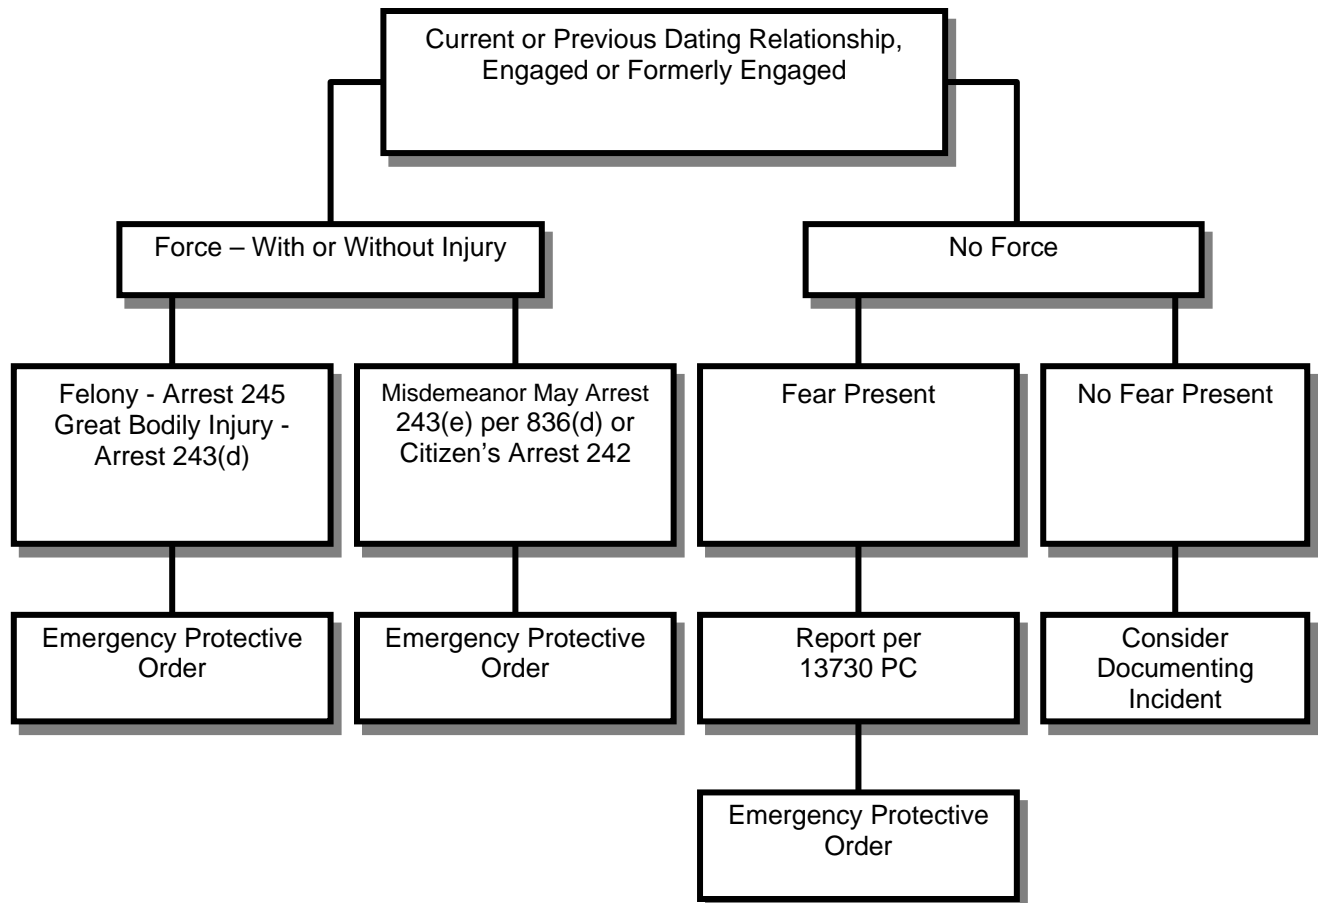 Current or Previous Dating Relationship,
Engaged or Formerly Engaged
Force – With or Without Injury
No Force
Felony - Arrest 245
Great Bodily Injury -
Arrest 243(d)
Misdemeanor May Arrest
243(e) per 836(d) or
Citizen’s Arrest 242
Fear Present
No Fear Present
Emergency Protective
Order
Emergency Protective
Order
Report per
13730 PC
Consider
Documenting
Incident
Emergency Protective
Order